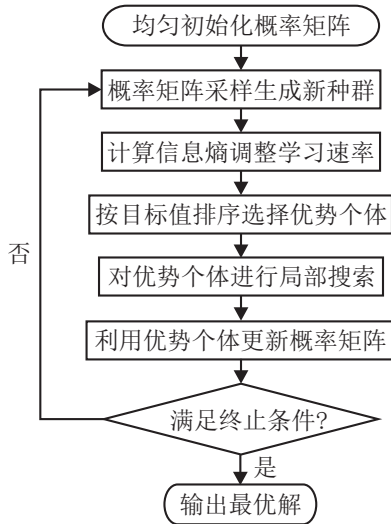 均匀初始化概率矩阵
概率矩阵采样生成新种群
计算信息熵调整学习速率
按目标值排序选择优势个体
否
对优势个体进行局部搜索
利用优势个体更新概率矩阵
满足终止条件?
是
输出最优解